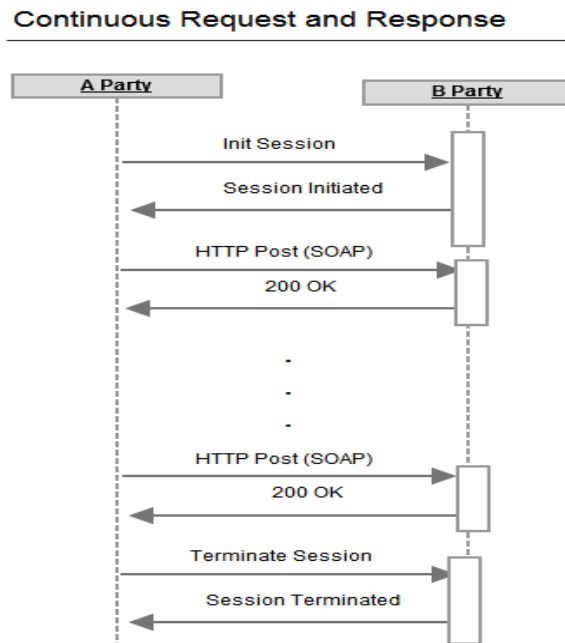 Continuous Request and Response
A Party
B Party
Init Session
Session Initiated
HTTP Post (SOAP)
200 OK
-
-
-
HTTP Post (SOAP)
200 OK
Terminate Session
Session Terminated